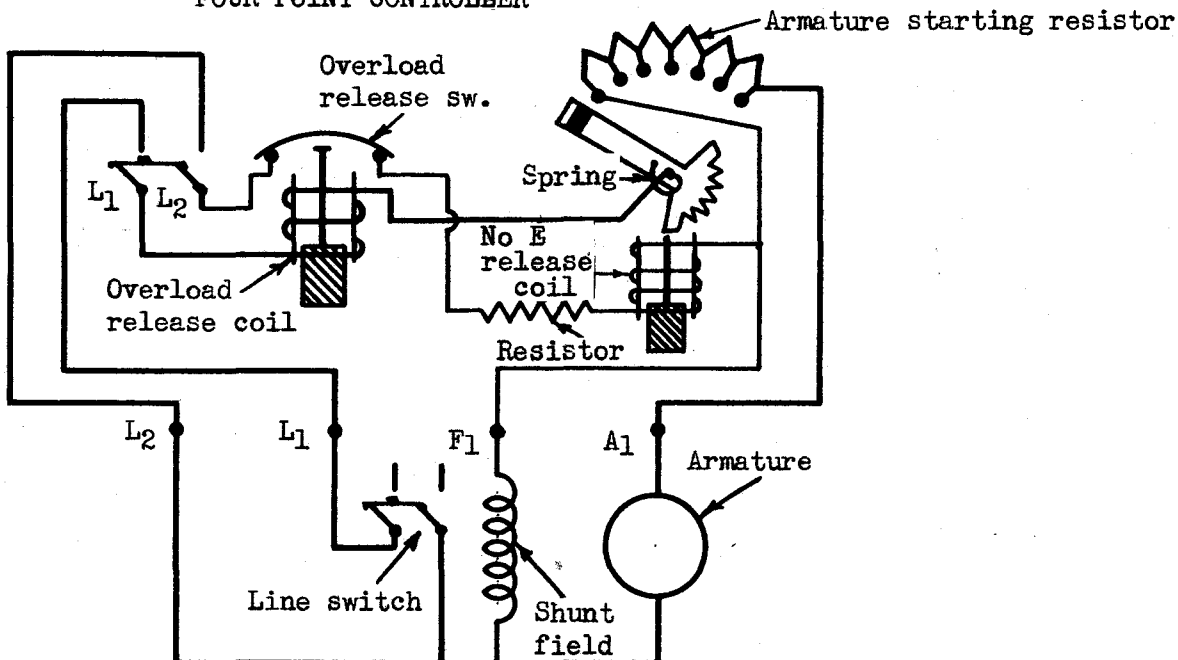 FOUR POINT CONTROLLER
Armature starting resistor
Overload
release sw.
L1
L2
Spring
No E
release
coil
Overload
release coil
Resistor
L2
L1
F1
A1
Armature
Line switch
Shunt
field